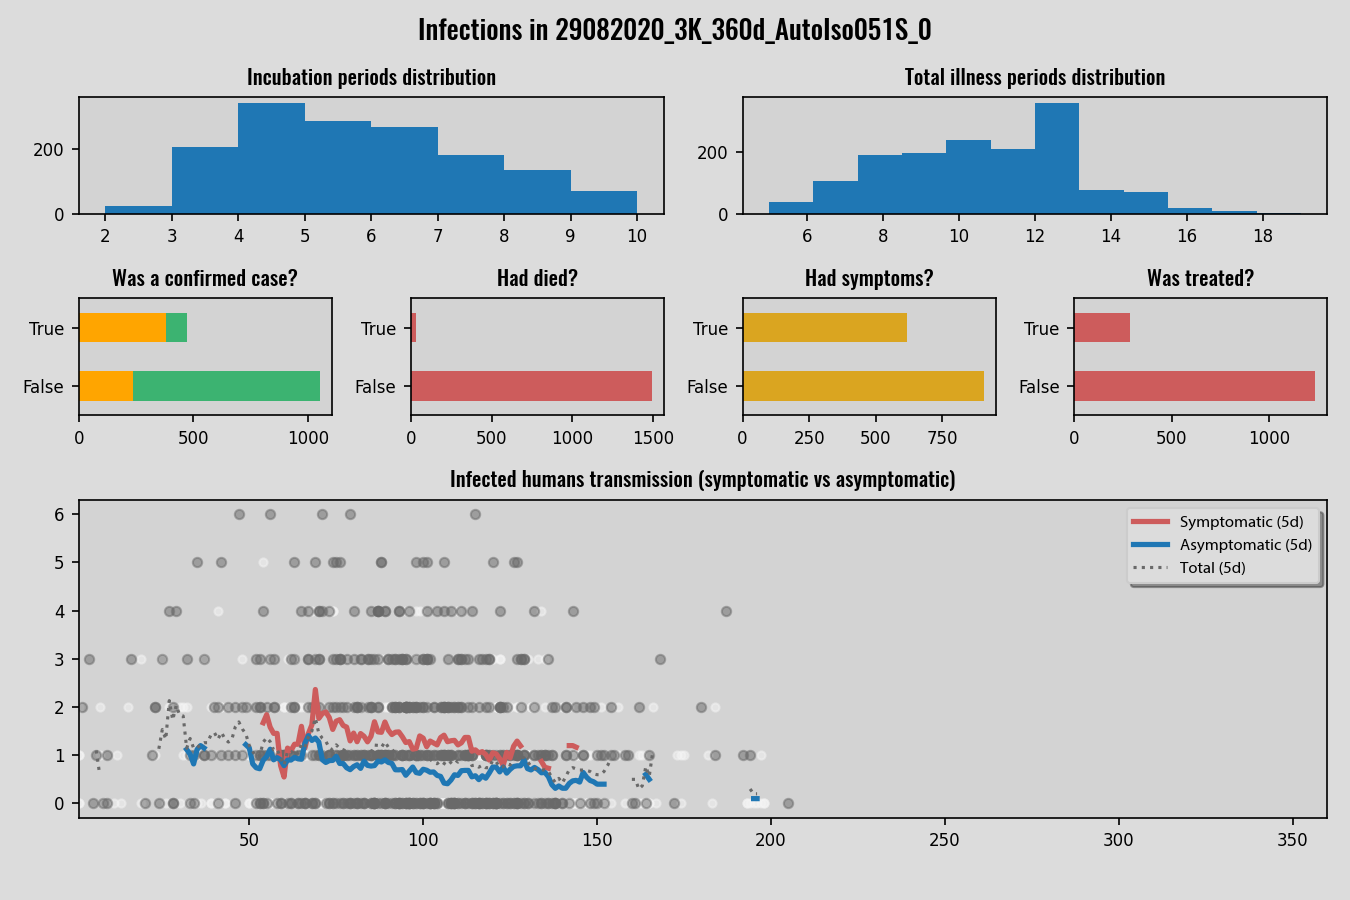 Infections in 29082020_3K_360d_AutoIso051S_0
Incubation periods distribution
Total illness periods distribution
200
0
2 3 4 5 6 7 8 9 10
200
0
6 8 10 12 14 16 18
Was a confirmed case?
Had died?
Had symptoms?
Was treated?
True
False
0 500 1000
True
False
0 500 1000 1500
True
False
0 250 500 750
True
False
0 500 1000
Infected humans transmission (symptomatic vs asymptomatic)
6
5
4
3
2
1
0
50 100 150 200 250 300 350
Symptomatic (5d)
Asymptomatic (5d)
Total (5d)